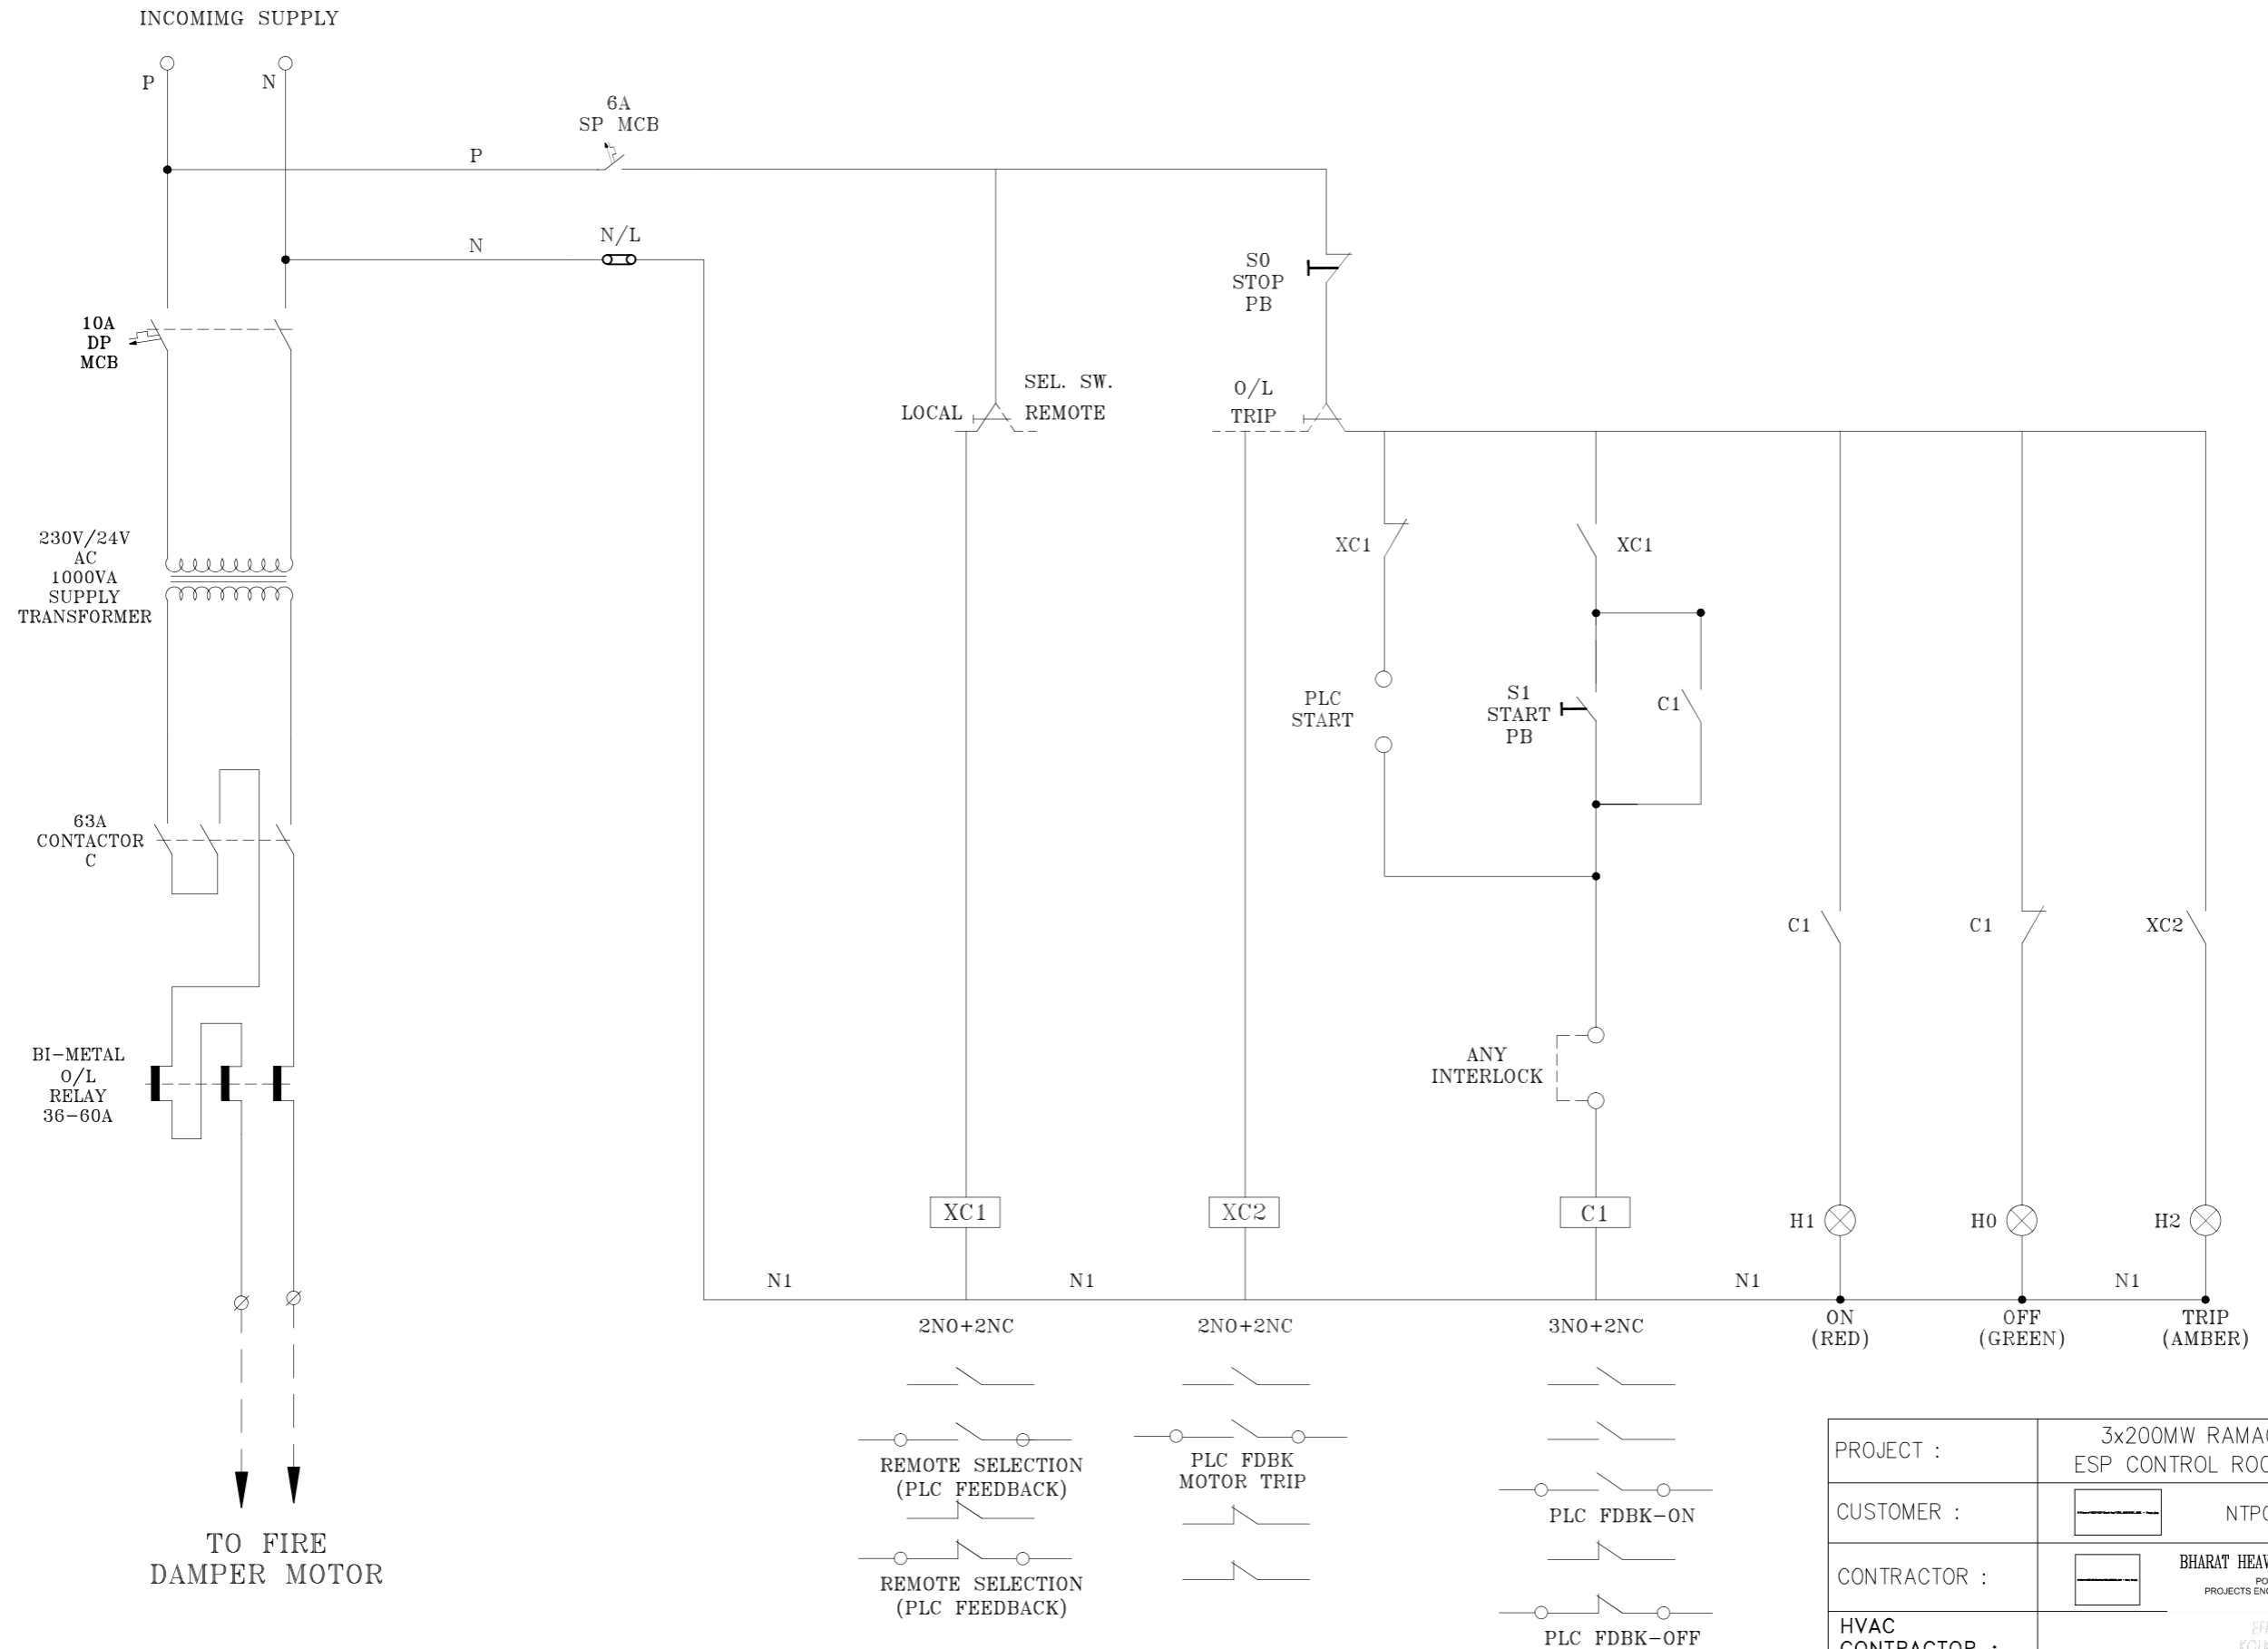 INCOMIMG SUPPLY
P
N
6A
SP MCB
P
N
N/L
10A
DP
MCB
S0
STOP
PB
SEL. SW.
LOCAL
REMOTE
O/L
TRIP
230V/24V
AC
1000VA
SUPPLY
TRANSFORMER
XC1
XC1
PLC
START
S1
START
PB
C1
63A
CONTACTOR
C
C1
C1
XC2
BI-METAL
O/L
RELAY
36-60A
ANY
INTERLOCK
XC1
XC2
C1
H1
H0
H2
N1
N1
N1
N1
2NO+2NC
2NO+2NC
3NO+2NC
ON
(RED)
OFF
(GREEN)
TRIP
(AMBER)
REMOTE SELECTION
(PLC FEEDBACK)
REMOTE SELECTION
(PLC FEEDBACK)
PLC FDBK
MOTOR TRIP
PLC FDBK-ON
PLC FDBK-OFF
TO FIRE
DAMPER MOTOR
PROJECT :
3x200MW
ESP CONTROL
CUSTOMER :
NTPC
CONTRACTOR :
BHARAT
PROJECTS
HVAC
CONTRACTOR :